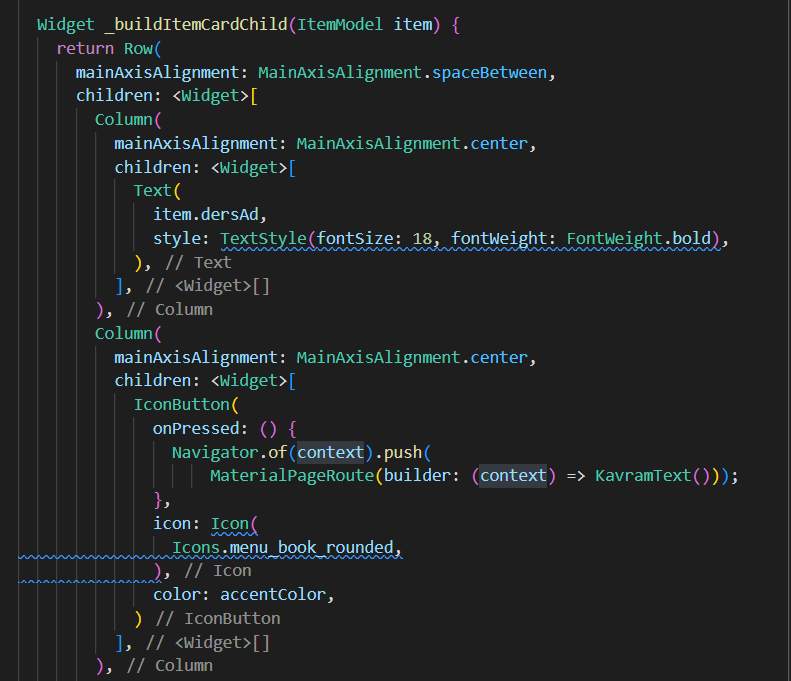 Widget _buildItemCardChild(ItemModel item) {
return Row(
mainAxisAlignment: MainAxisAlignment.spaceBetween,
children: <Widget>[
Column(
mainAxisAlignment: MainAxisAlignment.center,
children: <Widget>[
Text(
item.dersAd,
style: TextStyle(fontSize: 18, fontWeight: FontWeight.bold),
), // Text
], // <Widget>[]
), // Column
Column(
mainAxisAlignment: MainAxisAlignment.center,
children: <Widget>[
IconButton(
onPressed: () {
Navigator.of(context).push(
MaterialPageRoute(builder: (context) => KavramText()));
},
icon: Icon(
Icons.menu_book_rounded,
), // Icon
color: accentColor,
) // IconButton
], // <Widget>[]
), // Column